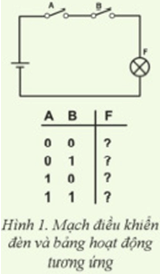 A B
F
A B F
0 0 ?
0 1 ?
1 0 ?
1 1 ?
Hình 1. Mạch điều khiển
đèn và bảng hoạt động
tương ứng